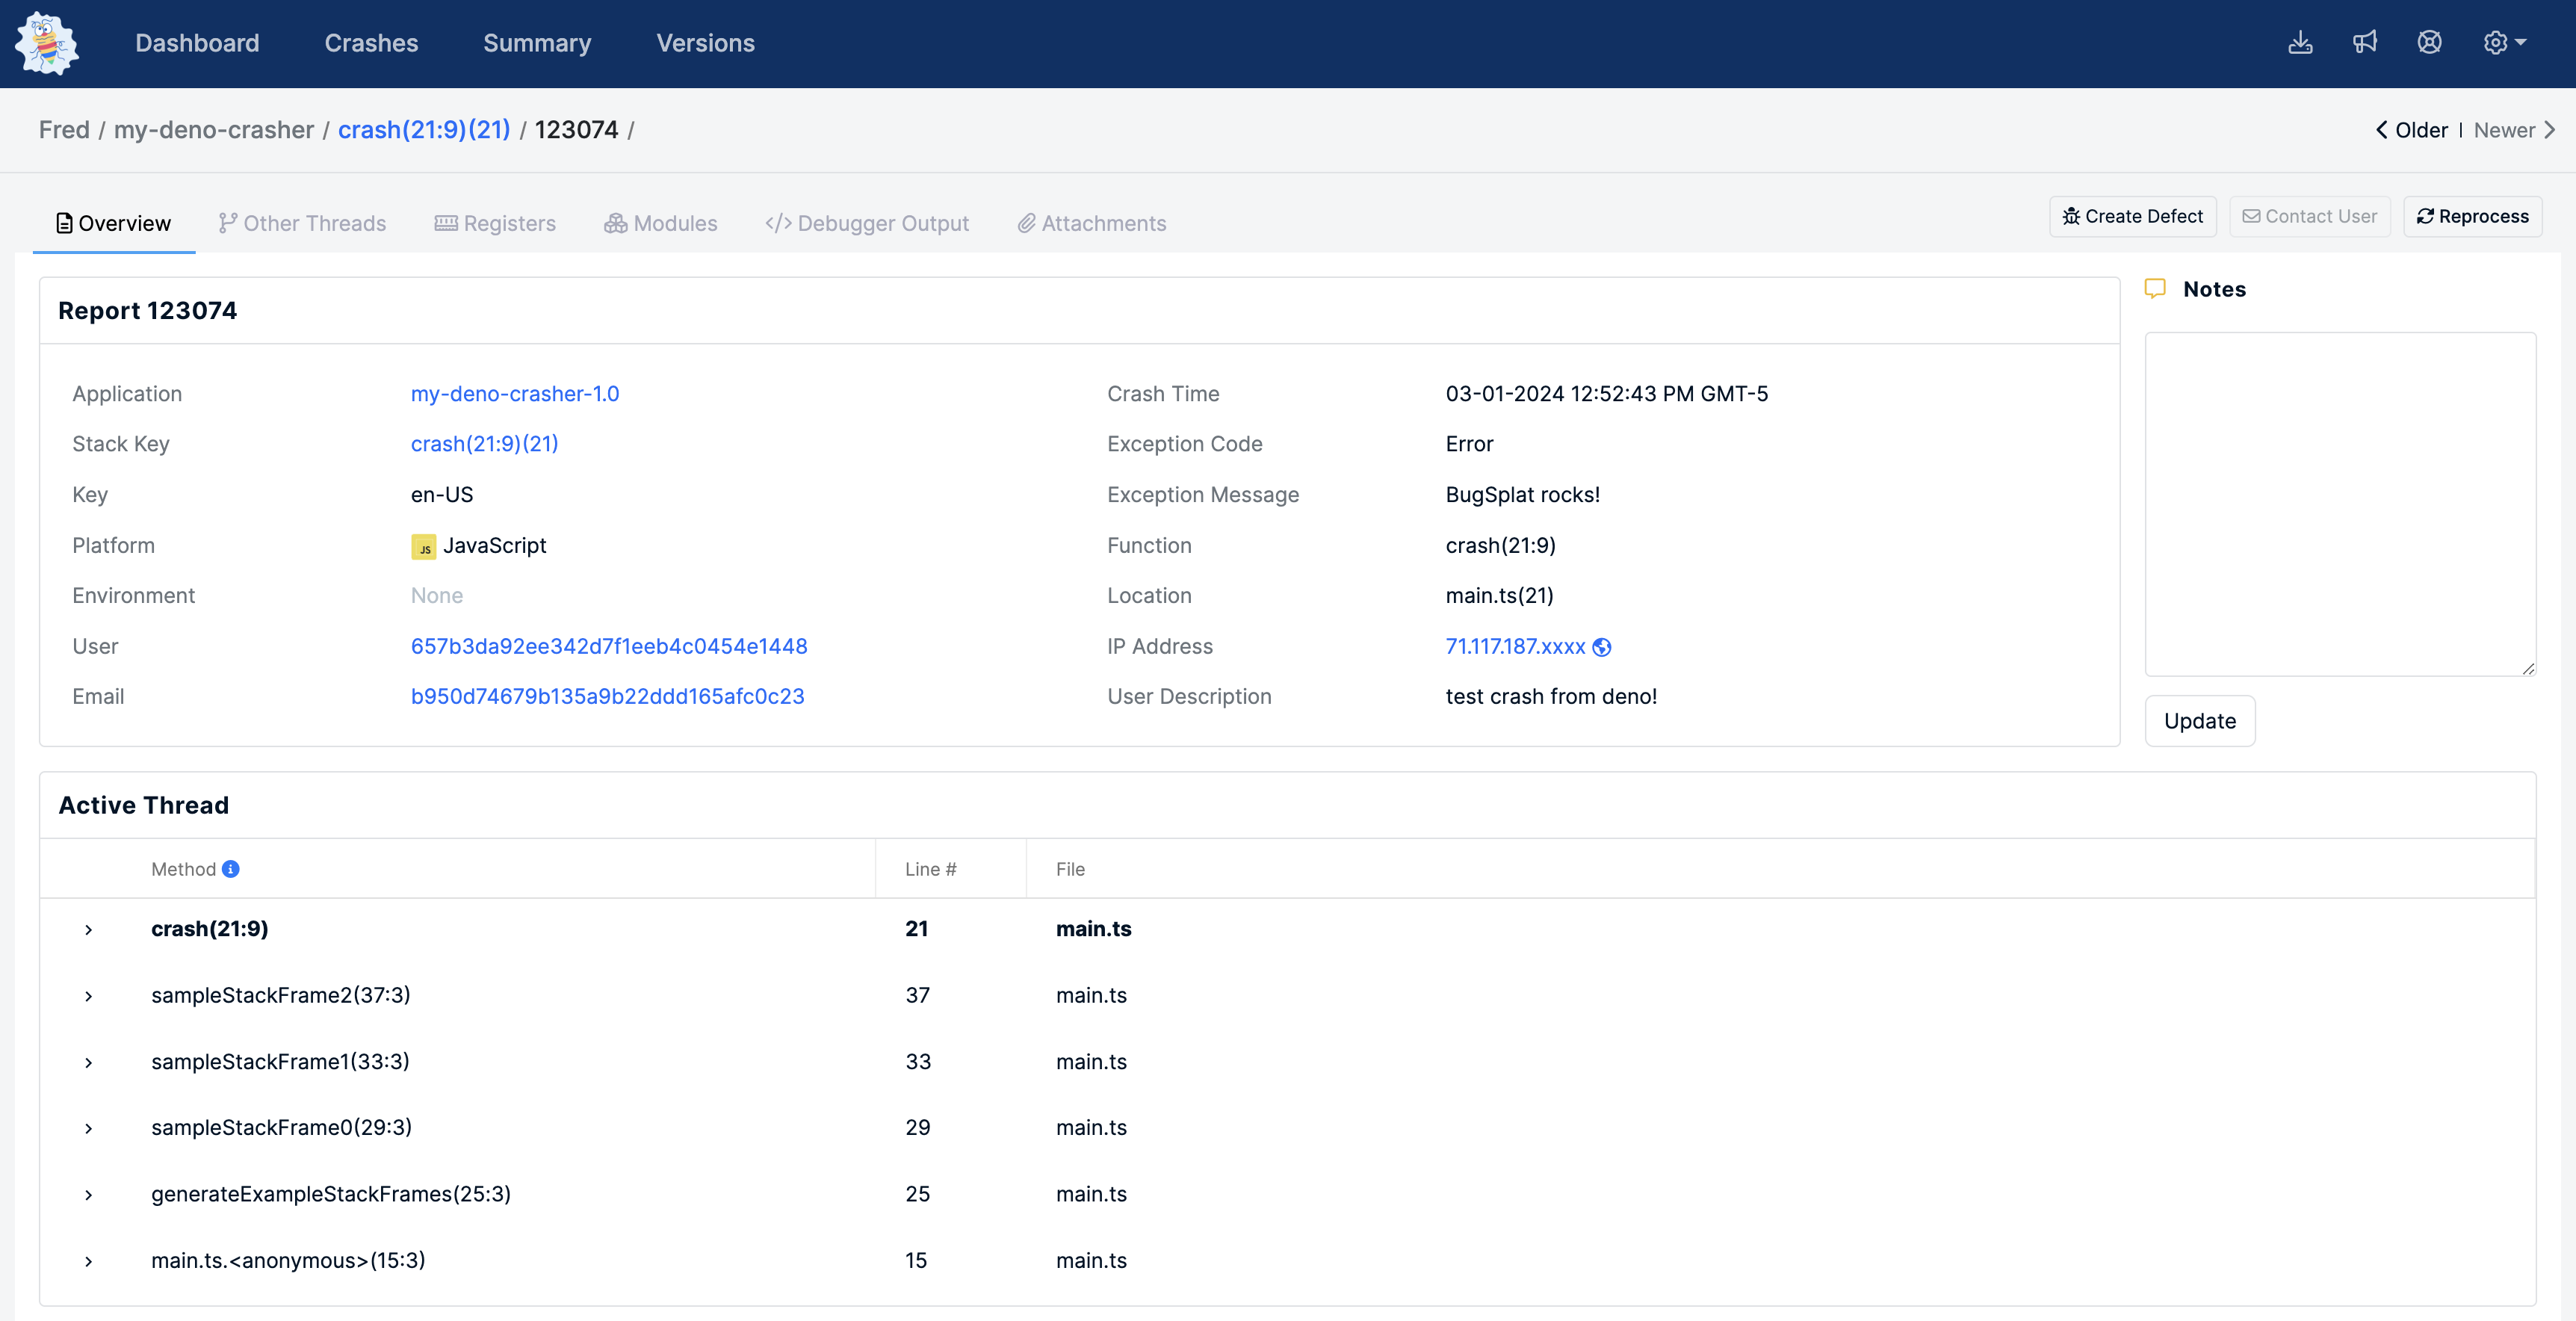 Dashboard Crashes Summary Versions
Fred / my-deno-crasher / crash(21:9)(21) / 123074 / Older | Newer
Overview Other Threads Registers Modules </> Debugger Output Attachments Create Defect Contact User Reprocess
Report 123074
Notes
Application my-deno-crasher-1.0 Crash Time 03-01-2024 12:52:43 PM GMT-5
Stack Key crash(21:9)(21) Exception Code Error
Key en-US Exception Message BugSplat rocks!
Platform JS JavaScript Function crash(21:9)
Environment None Location main.ts(21)
User 657b3da92ee342d7f1eeb4c0454e1448 IP Address 71.117.187.xxxx
Email b950d74679b135a9b22ddd165afc0c23 User Description test crash from deno!
Update
Active Thread
Method Line # File
crash(21:9) 21 main.ts
sampleStackFrame2(37:3) 37 main.ts
sampleStackFrame1(33:3) 33 main.ts
sampleStackFrame0(29:3) 29 main.ts
generateExampleStackFrames(25:3) 25 main.ts
main.ts.<anonymous>(15:3) 15 main.ts